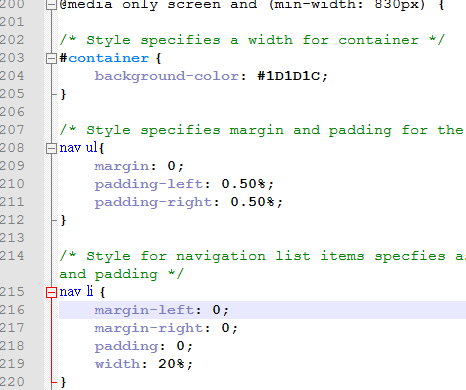 200 @media only screen and (min-width: 830px) {
201
202 /* Style specifies a width for container */
203 #container {
204 background-color: #1D1D1C;
205 }
206
207 /* Style specifies margin and padding for the
208 nav ul{
209 margin: 0;
210 padding-left: 0.50%;
211 padding-right: 0.50%;
212 }
213
214 /* Style for navigation list items specfies a
and padding */
215 nav li {
216 margin-left: 0;
217 margin-right: 0;
218 padding: 0;
219 width: 20%;
220 }